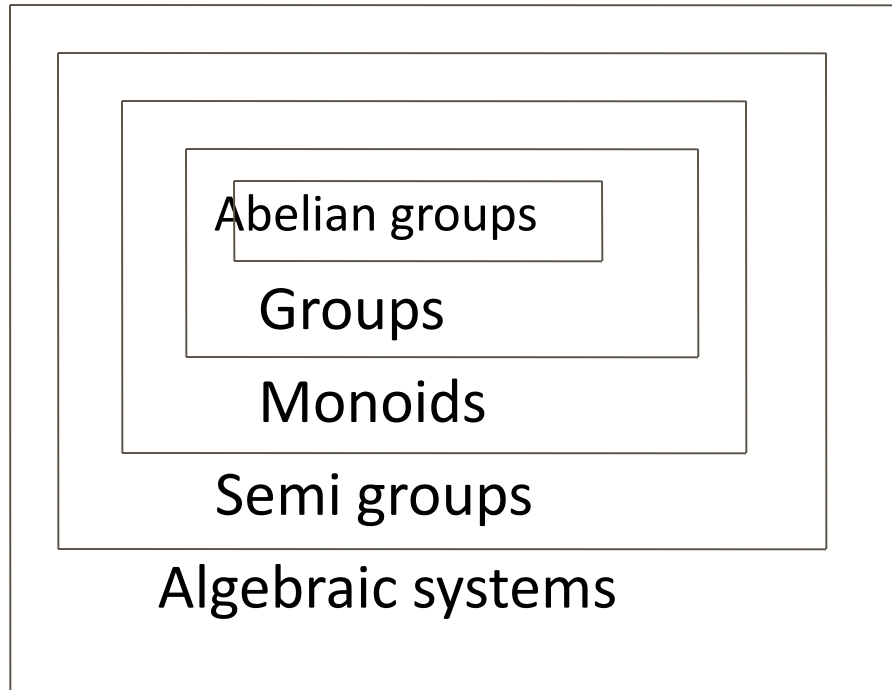 Abelian groups
Groups
Monoids
Semi groups
Algebraic systems